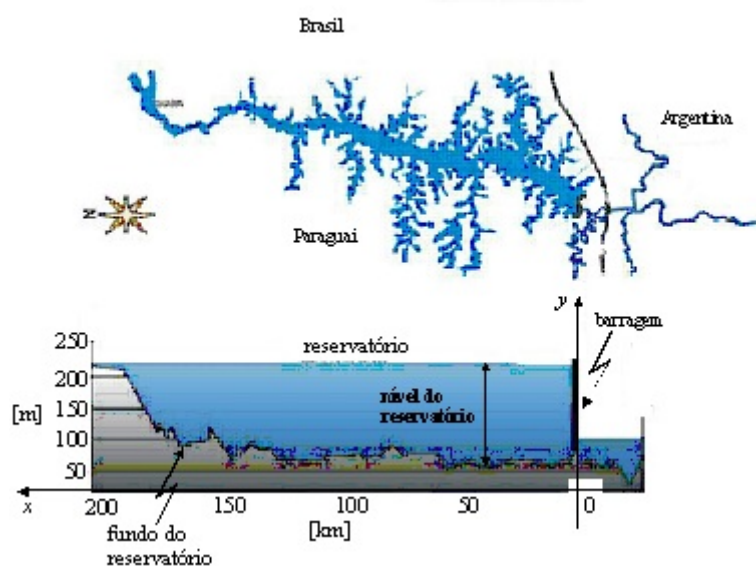 Brasil
Argentina
N
Paraguai
y
barragem
reservatório
250
200
nível do
reservatório
150
[m]
100
50
x
200
150
100
50
0
[km]
fundo do
reservatório